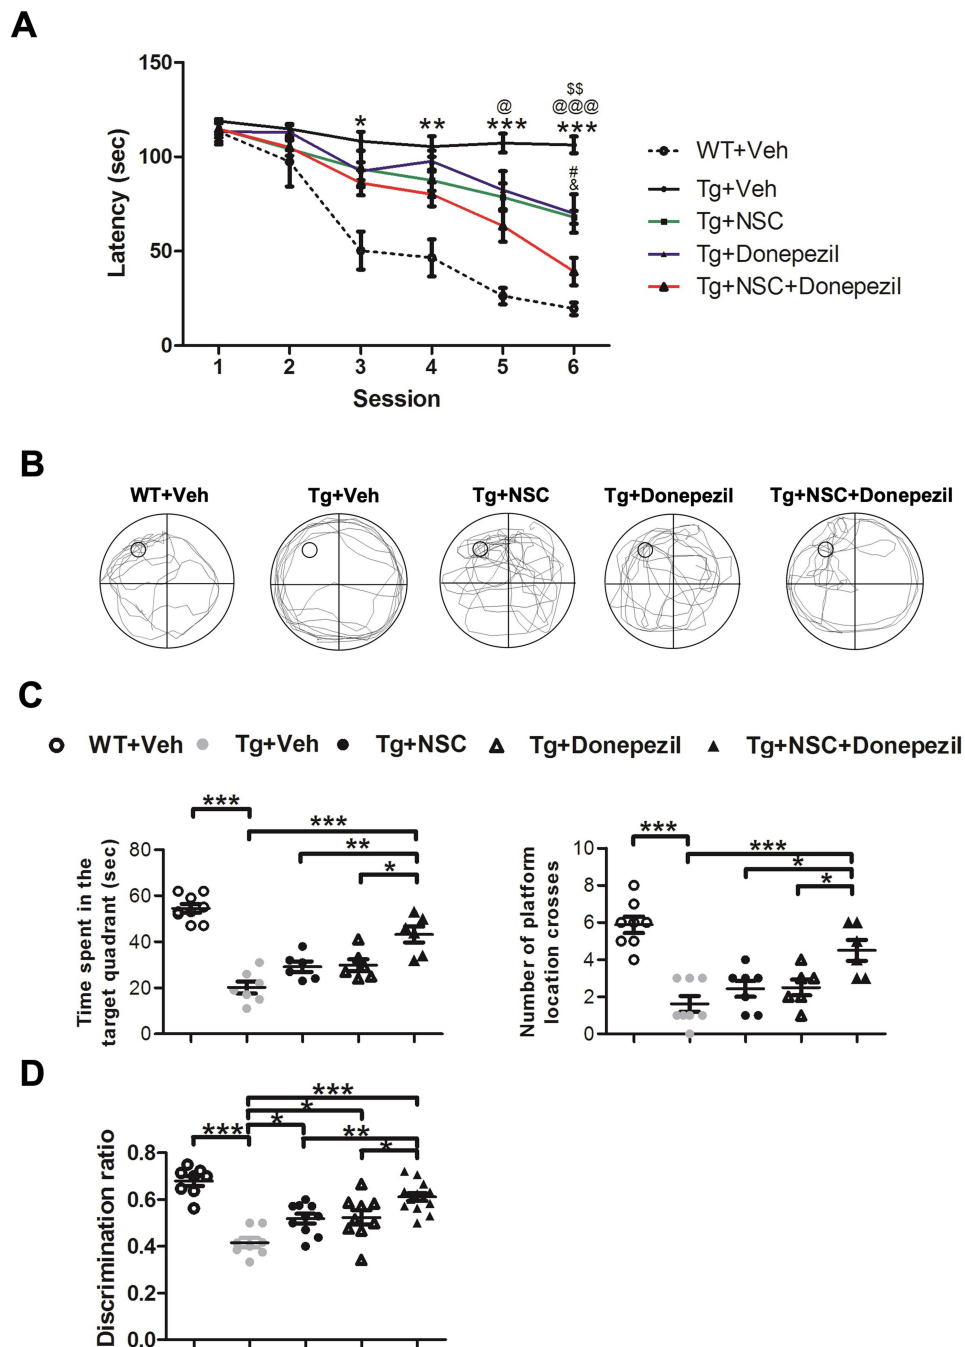 A
Latency (sec)
150
100
50
0
*
**
@
***
$$
@@@
***
#
&
1 2 3 4 5 6
Session
WT+Veh
Tg+Veh
Tg+NSC
Tg+Donepezil
Tg+NSC+Donepezil
B
WT+Veh Tg+Veh Tg+NSC Tg+Donepezil Tg+NSC+Donepezil
C
WT+Veh Tg+Veh Tg+NSC Tg+Donepezil Tg+NSC+Donepezil
Time spent in the
target quadrant (sec)
80
60
40
20
0
***
***
**
*
Number of platform
location crosses
10
8
6
4
2
0
***
***
*
*
D
Discrimination ratio
0.8
0.6
0.4
0.2
0.0
***
*
*
***
**
*